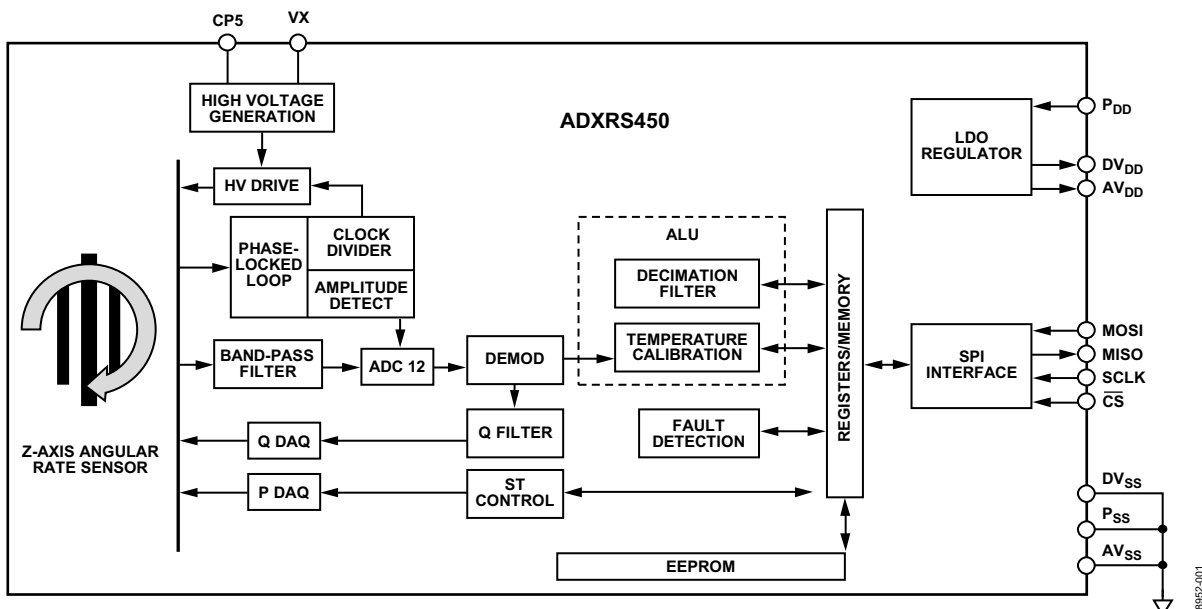 CP5
VX
HIGH VOLTAGE
GENERATION
ADXRS450
LDO
REGULATOR
PDD
DVDD
AVDD
HV DRIVE
PHASE-
LOCKED
LOOP
CLOCK
DIVIDER
AMPLITUDE
DETECT
ALU
DECIMATION
FILTER
TEMPERATURE
CALIBRATION
BAND-PASS
FILTER
ADC 12
DEMOD
REGISTERS/MEMORY
SPI
INTERFACE
MOSI
MISO
SCLK
CS
Z-AXIS ANGULAR
RATE SENSOR
Q DAQ
Q FILTER
FAULT
DETECTION
P DAQ
ST
CONTROL
EEPROM
DVSS
PSS
AVSS